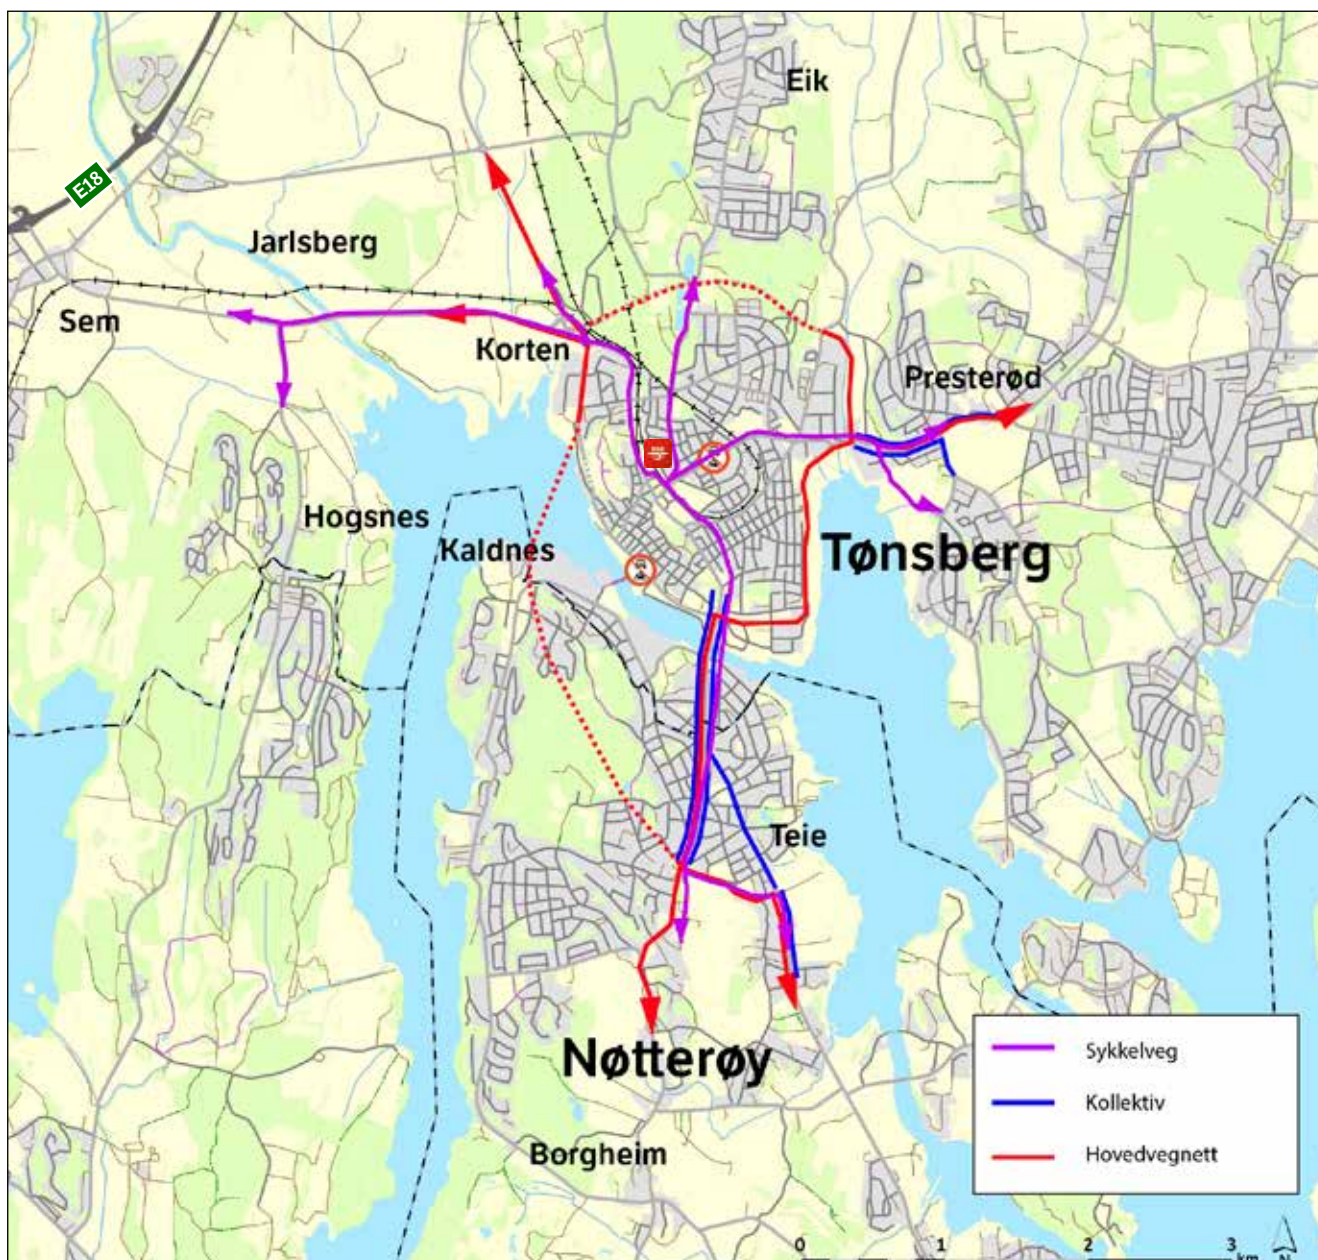 Eik
E18
Jarlsberg
Sem
Korten
Presterød
Hogsnes
Kaldnes
Tønsberg
Teie
Nøtterøy
Borgheim
Sykkelveg
Kollektiv
Hovedvegnett
0 1 2 3
km
N